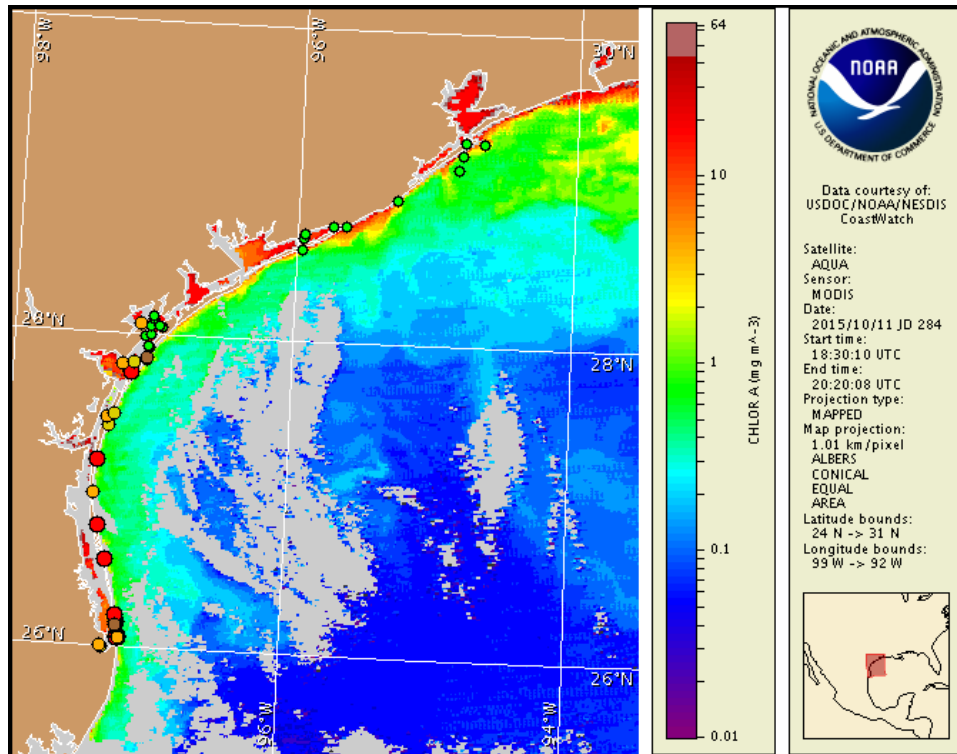 98°W
96°W
30°N
28°N
28°N
26°N
26°N
96°W
94°W
64
10
1
0.1
0.01
CHLOR A (mg m^-3)
NATIONAL OCEANIC AND ATMOSPHERIC ADMINISTRATION
NOAA
U.S. DEPARTMENT OF COMMERCE
Data courtesy of:
USDOC/NOAA/NESDIS
CoastWatch
Satellite:
AQUA
Sensor:
MODIS
Date:
2015/10/11 JD 284
Start time:
18:30:10 UTC
End time:
20:20:08 UTC
Projection type:
MAPPED
Map projection:
1.01 km/pixel
ALBERS
CONICAL
EQUAL
AREA
Latitude bounds:
24 N -> 31 N
Longitude bounds:
99 W -> 92 W